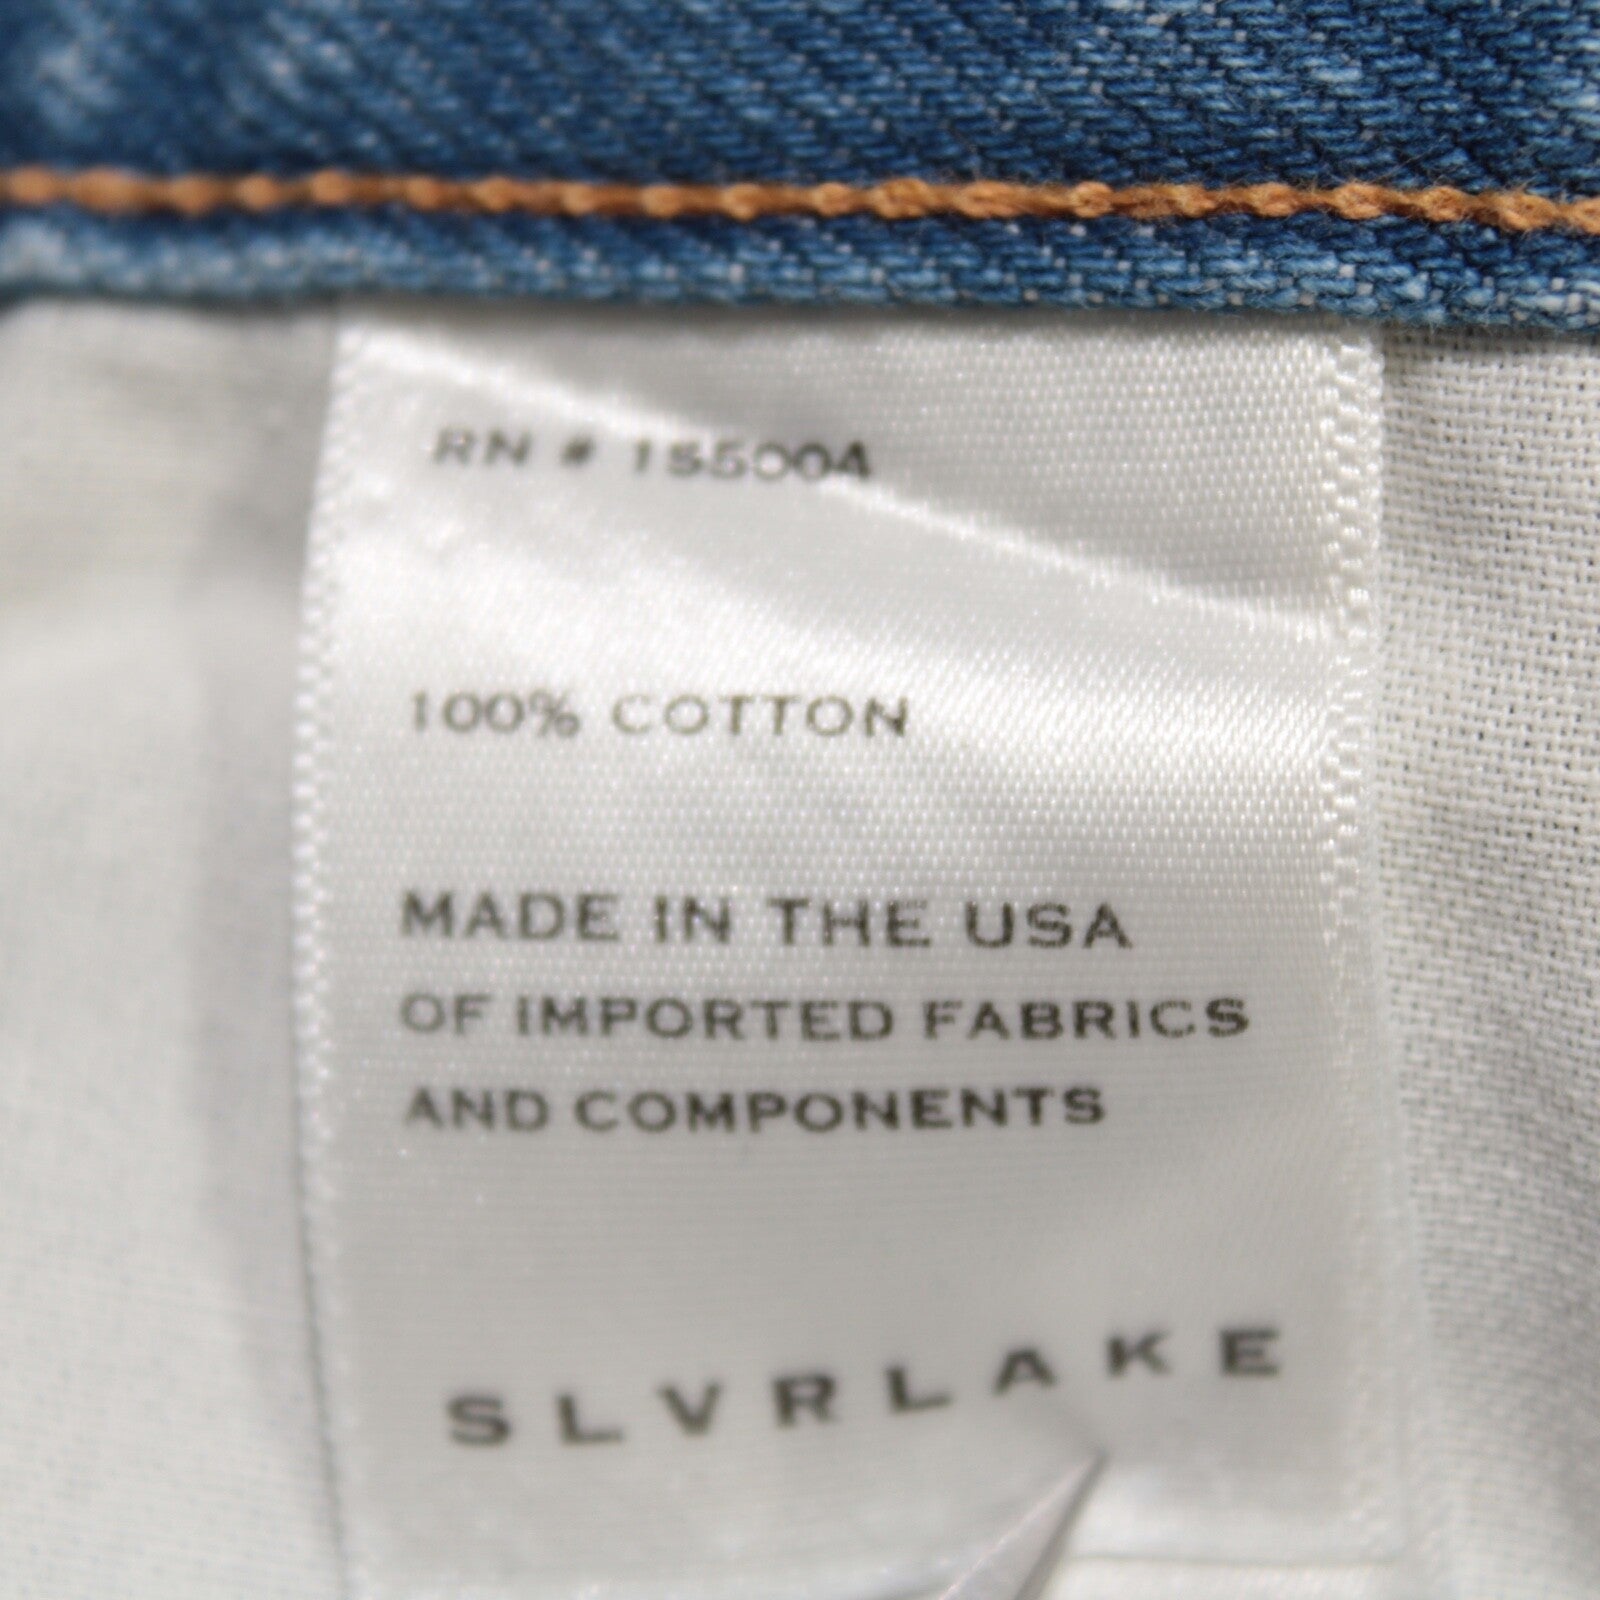 RN # 155004
100% COTTON
MADE IN THE USA
OF IMPORTED FABRICS
AND COMPONENTS
SLVRLAKE